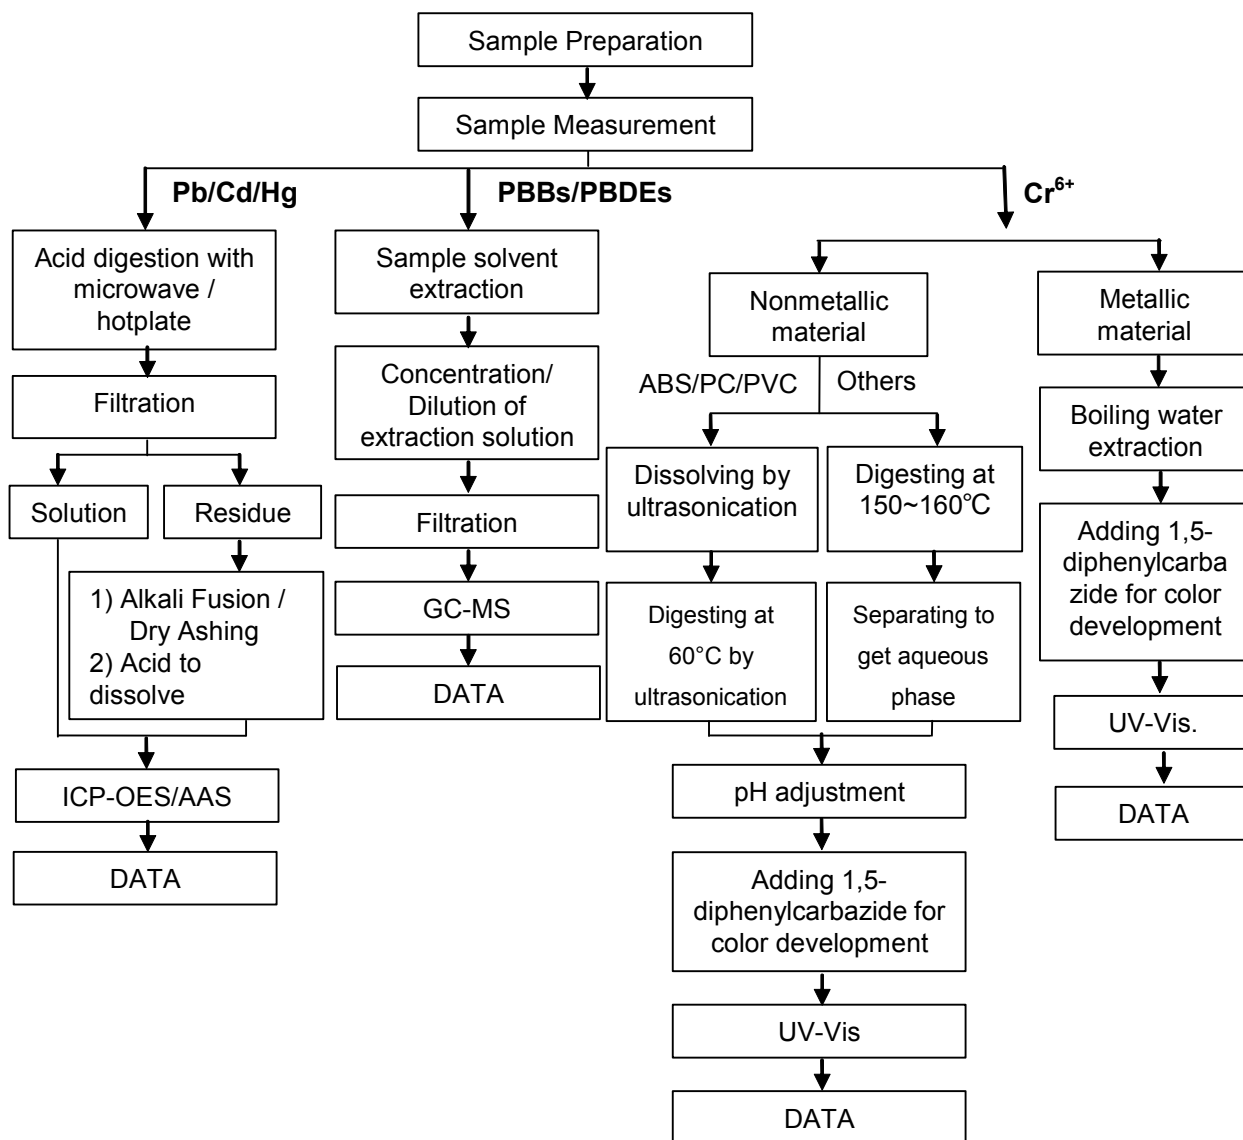 Sample Preparation
Sample Measurement
Pb/Cd/Hg
PBBs/PBDEs
Cr6+
Acid digestion with
microwave /
hotplate
Filtration
Solution
Residue
1) Alkali Fusion /
Dry Ashing
2) Acid to
dissolve
ICP-OES/AAS
DATA
Sample solvent
extraction
Concentration/
Dilution of
extraction solution
Filtration
GC-MS
DATA
Nonmetallic
material
ABS/PC/PVC
Others
Dissolving by
ultrasonication
Digesting at
60°C by
ultrasonication
Digesting at
150~160℃
Separating to
get aqueous
phase
pH adjustment
Adding 1,5-
diphenylcarbazide for
color development
UV-Vis
DATA
Metallic
material
Boiling water
extraction
Adding 1,5-
diphenylcarba
zide for color
development
UV-Vis.
DATA